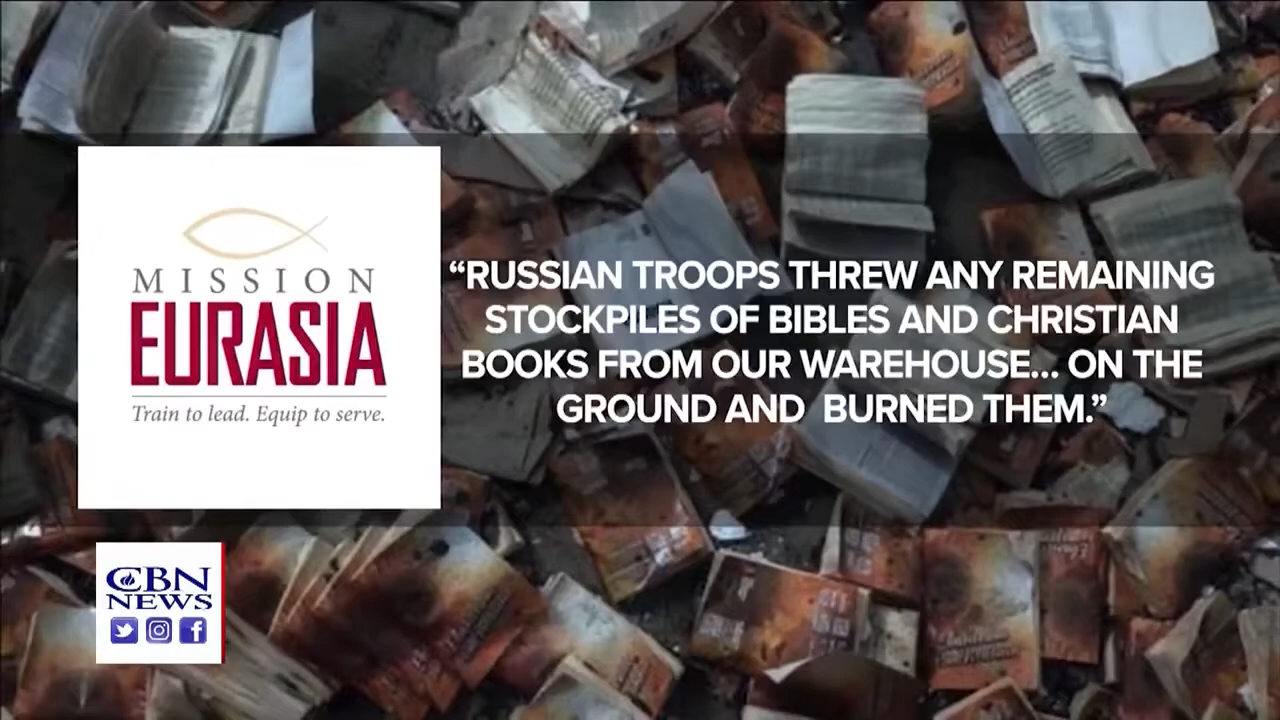 MISSION
EURASIA
Train to lead. Equip to serve.
“RUSSIAN TROOPS THREW ANY REMAINING
STOCKPILES OF BIBLES AND CHRISTIAN
BOOKS FROM OUR WAREHOUSE... ON THE
GROUND AND BURNED THEM.”
CBN
NEWS